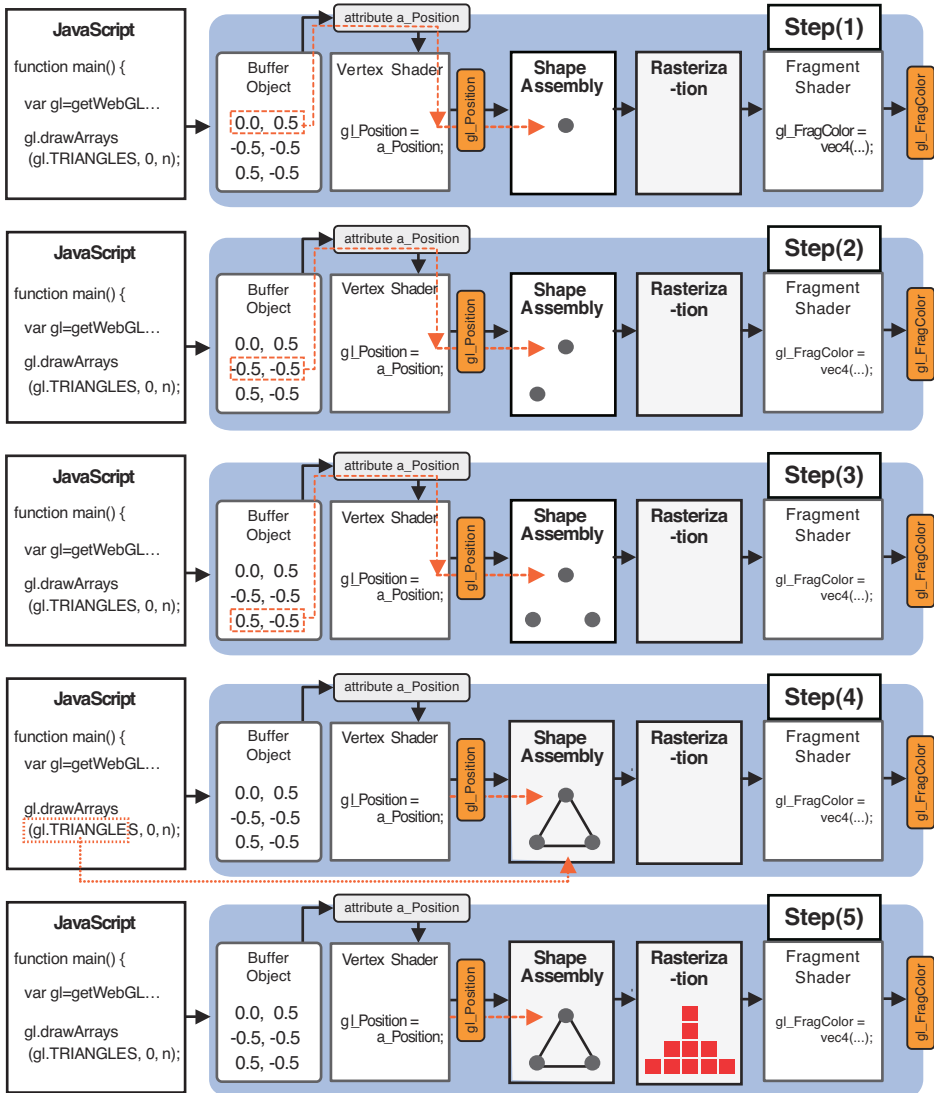 JavaScript
function main() {
var gl=getWebGL…
gl.drawArrays
(gl.TRIANGLES, 0, n);
attribute a_Position
Buffer
Object
0.0, 0.5
-0.5, -0.5
0.5, -0.5
Vertex Shader
gl_Position =
a_Position;
gl_Position
Shape
Assembly
Rasteriza
-tion
Step(1)
Fragment
Shader
gl_FragColor =
vec4(...);
gl_FragColor
JavaScript
function main() {
var gl=getWebGL…
gl.drawArrays
(gl.TRIANGLES, 0, n);
attribute a_Position
Buffer
Object
0.0, 0.5
-0.5, -0.5
0.5, -0.5
Vertex Shader
gl_Position =
a_Position;
gl_Position
Shape
Assembly
Rasteriza
-tion
Step(2)
Fragment
Shader
gl_FragColor =
vec4(...);
gl_FragColor
JavaScript
function main() {
var gl=getWebGL…
gl.drawArrays
(gl.TRIANGLES, 0, n);
attribute a_Position
Buffer
Object
0.0, 0.5
-0.5, -0.5
0.5, -0.5
Vertex Shader
gl_Position =
a_Position;
gl_Position
Shape
Assembly
Rasteriza
-tion
Step(3)
Fragment
Shader
gl_FragColor =
vec4(...);
gl_FragColor
JavaScript
function main() {
var gl=getWebGL…
gl.drawArrays
(gl.TRIANGLES, 0, n);
attribute a_Position
Buffer
Object
0.0, 0.5
-0.5, -0.5
0.5, -0.5
Vertex Shader
gl_Position =
a_Position;
gl_Position
Shape
Assembly
Rasteriza
-tion
Step(4)
Fragment
Shader
gl_FragColor =
vec4(...);
gl_FragColor
JavaScript
function main() {
var gl=getWebGL…
gl.drawArrays
(gl.TRIANGLES, 0, n);
attribute a_Position
Buffer
Object
0.0, 0.5
-0.5, -0.5
0.5, -0.5
Vertex Shader
gl_Position =
a_Position;
gl_Position
Shape
Assembly
Rasteriza
-tion
Step(5)
Fragment
Shader
gl_FragColor =
vec4(...);
gl_FragColor